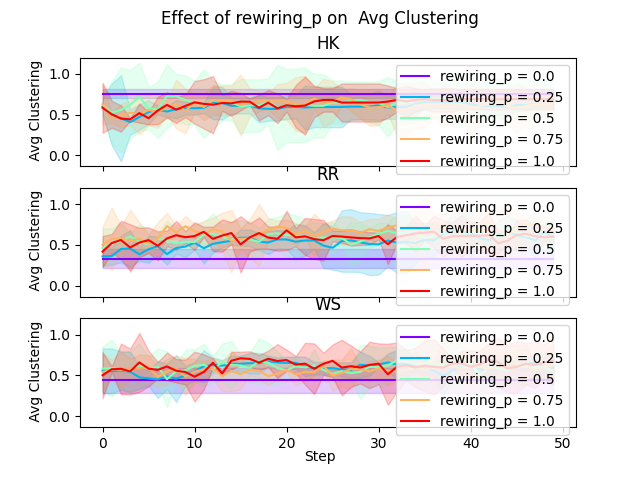 Effect of rewiring_p on  Avg Clustering
HK
Avg Clustering
1.0
0.5
0.0
rewiring_p = 0.0
rewiring_p = 0.25
rewiring_p = 0.5
rewiring_p = 0.75
rewiring_p = 1.0
RR
Avg Clustering
1.0
0.5
0.0
rewiring_p = 0.0
rewiring_p = 0.25
rewiring_p = 0.5
rewiring_p = 0.75
rewiring_p = 1.0
WS
Avg Clustering
1.0
0.5
0.0
rewiring_p = 0.0
rewiring_p = 0.25
rewiring_p = 0.5
rewiring_p = 0.75
rewiring_p = 1.0
0 10 20 30 40 50
Step